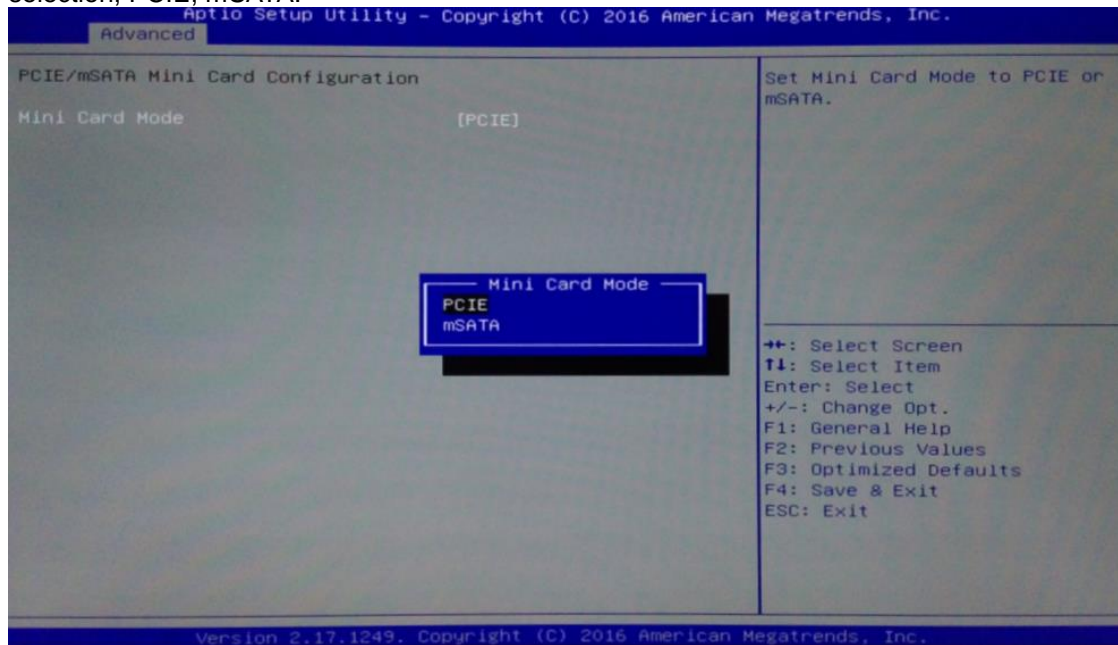 selection, PCIE, mSATA.
Aptio Setup Utility – Copyright (C) 2016 American Megatrends, Inc.
Advanced
PCIE/mSATA Mini Card Configuration
Mini Card Mode [PCIE]
Set Mini Card Mode to PCIE or
mSATA.
Mini Card Mode
PCIE
mSATA
→←: Select Screen
↑↓: Select Item
Enter: Select
+/-: Change Opt.
F1: General Help
F2: Previous Values
F3: Optimized Defaults
F4: Save & Exit
ESC: Exit
Version 2.17.1249. Copyright (C) 2016 American Megatrends, Inc.